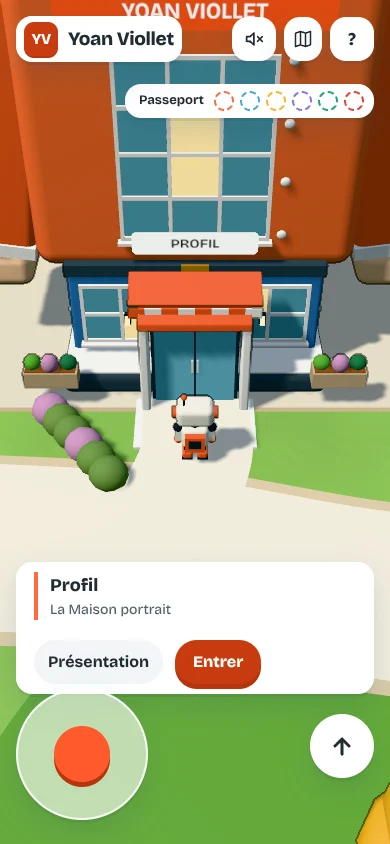 YOAN VIOLLET
YV
Yoan Viollet
?
Passeport
PROFIL
Profil
La Maison portrait
Présentation
Entrer